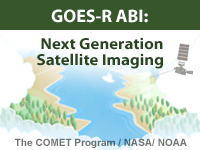 GOES-R ABI:
Next Generation
Satellite Imaging
The COMET Program / NASA/ NOAA